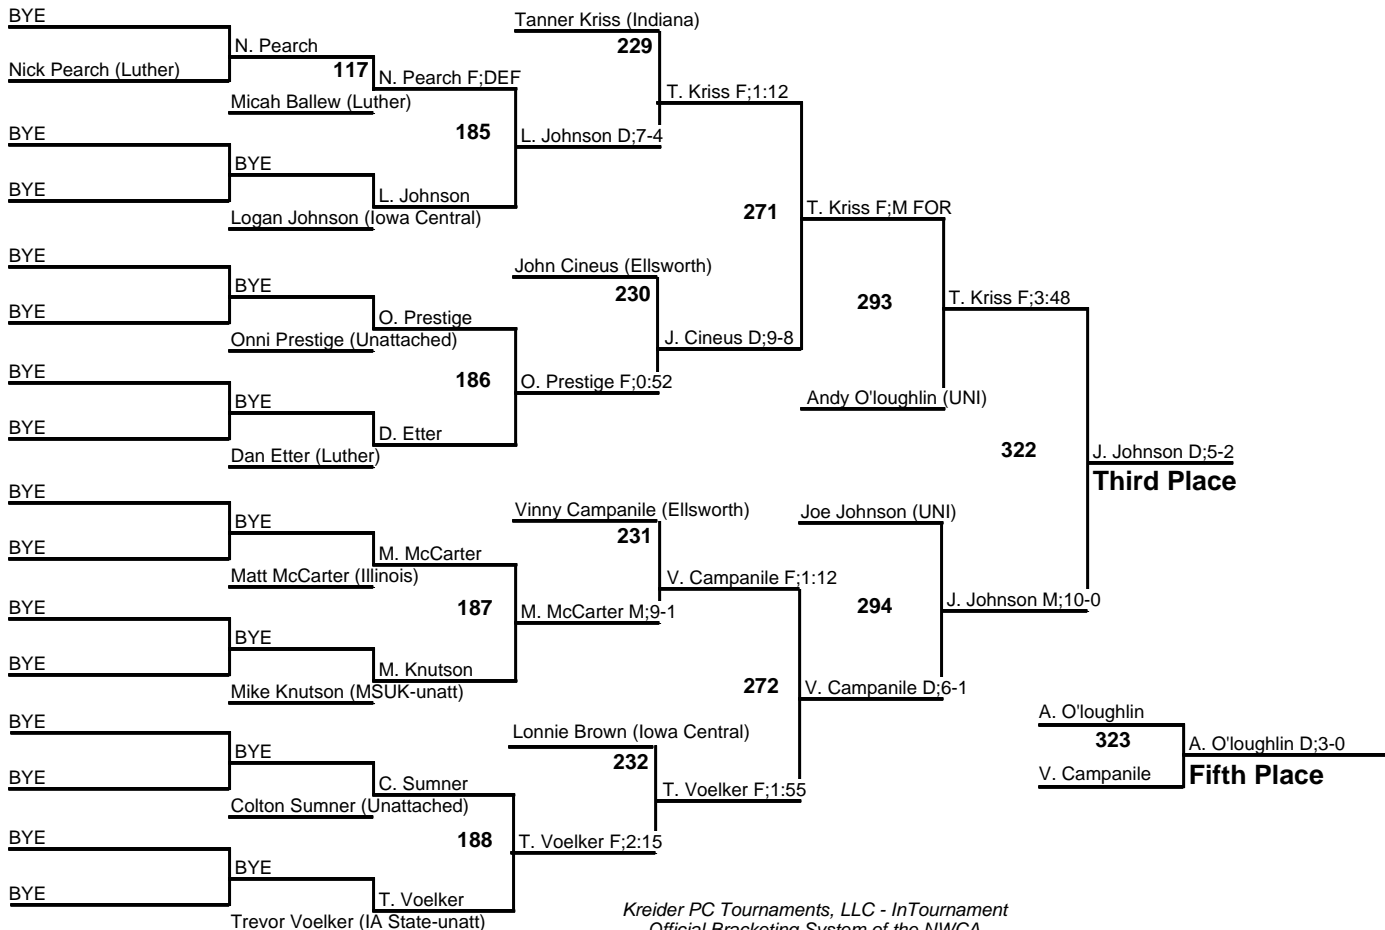 BYE
Tanner Kriss (Indiana)
N. Pearch
229
Nick Pearch (Luther)
117
N. Pearch F;DEF
T. Kriss F;1:12
Micah Ballew (Luther)
BYE
185
L. Johnson D;7-4
BYE
BYE
L. Johnson
Logan Johnson (Iowa Central)
271
T. Kriss F;M FOR
BYE
John Cineus (Ellsworth)
BYE
230
293
T. Kriss F;3:48
BYE
O. Prestige
Onni Prestige (Unattached)
J. Cineus D;9-8
BYE
186
O. Prestige F;0:52
BYE
Andy O'loughlin (UNI)
BYE
D. Etter
Dan Etter (Luther)
322
J. Johnson D;5-2
Third Place
BYE
Vinny Campanile (Ellsworth)
Joe Johnson (UNI)
BYE
231
BYE
M. McCarter
Matt McCarter (Illinois)
V. Campanile F;1:12
BYE
187
M. McCarter M;9-1
294
J. Johnson M;10-0
BYE
BYE
M. Knutson
Mike Knutson (MSUK-unatt)
272
V. Campanile D;6-1
BYE
Lonnie Brown (Iowa Central)
A. O'loughlin
BYE
232
323
A. O'loughlin D;3-0
BYE
C. Sumner
V. Campanile
Fifth Place
Colton Sumner (Unattached)
T. Voelker F;1:55
BYE
188
T. Voelker F;2:15
BYE
BYE
T. Voelker
Trevor Voelker (IA State-unatt)
Kreider PC Tournaments, LLC - InTournament
Official Bracketing System of the NWCA